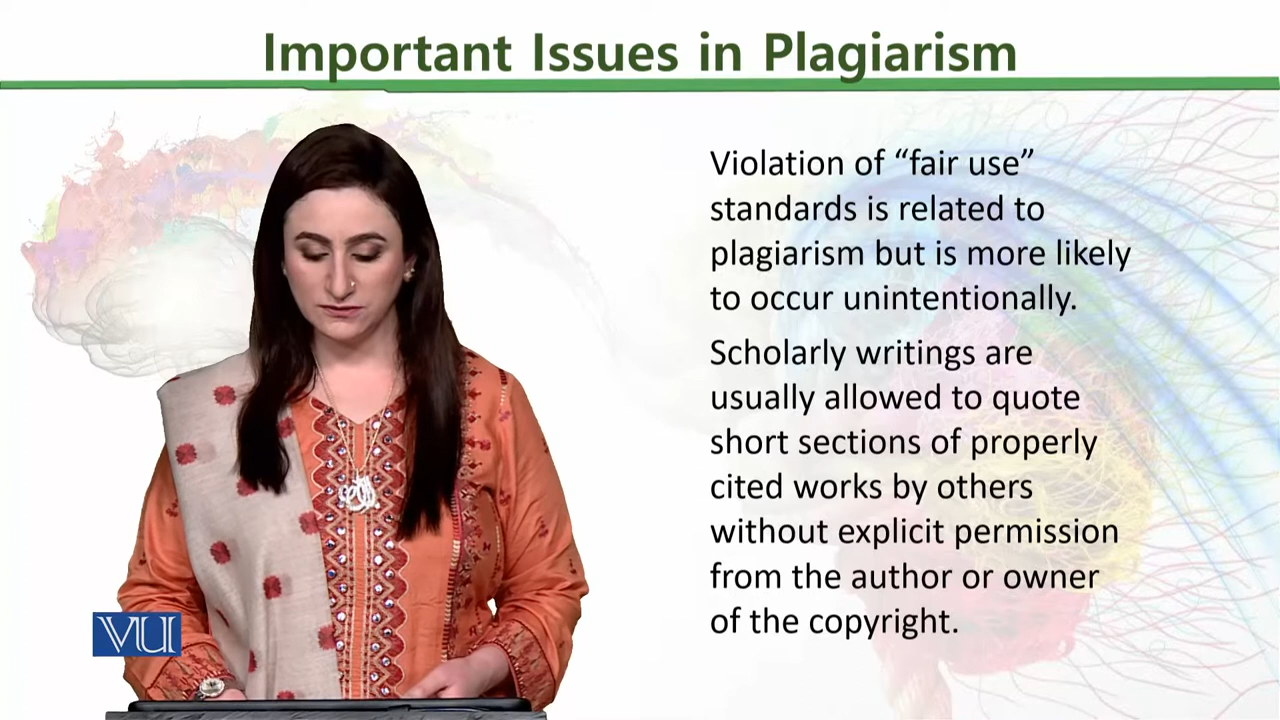 Important Issues in Plagiarism
Violation of “fair use”
standards is related to
plagiarism but is more likely
to occur unintentionally.
Scholarly writings are
usually allowed to quote
short sections of properly
cited works by others
without explicit permission
from the author or owner
of the copyright.
VU